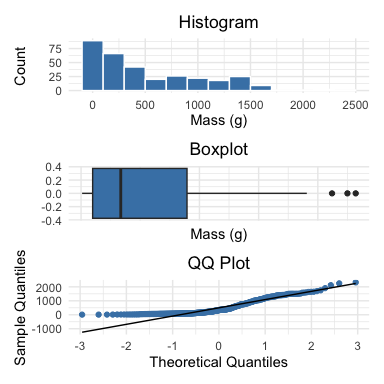 Histogram
Count
75
50
25
0
0 500 1000 1500 2000 2500
Mass (g)
Boxplot
0.4
0.2
0.0
-0.2
-0.4
Mass (g)
QQ Plot
Sample Quantiles
2000
1000
0
-1000
-3 -2 -1 0 1 2 3
Theoretical Quantiles